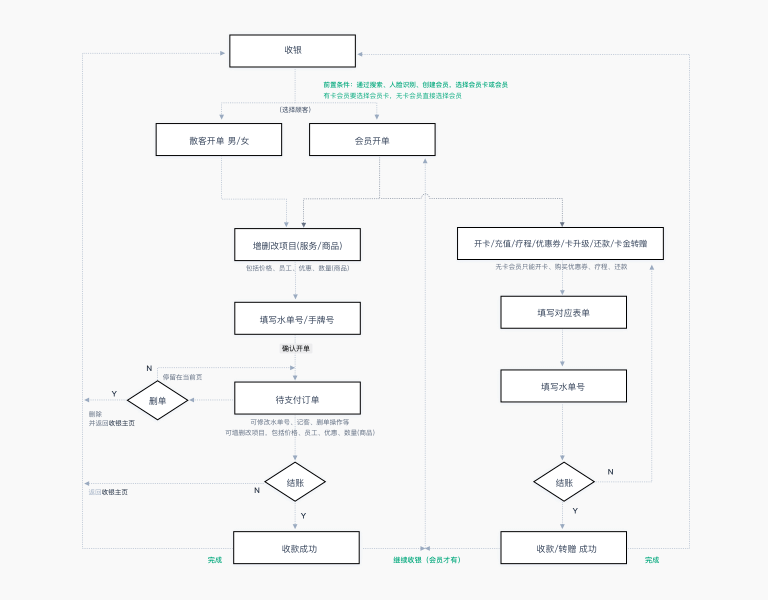 收银
前置条件：通过搜索、人脸识别、创建会员、选择会员卡或会员
有卡会员要选择会员卡、无卡会员直接选择会员
(选择顾客)
散客开单 男/女
会员开单
增删改项目(服务/商品)
包括价格、员工、优惠、数量(商品)
开卡/充值/疗程/优惠券/卡升级/还款/卡金转赠
无卡会员只能开卡、购买优惠券、疗程、还款
填写水单号/手牌号
填写对应表单
确认开单
N
停留在当前页
Y
删单
待支付订单
填写水单号
删除
并返回收银主页
可修改水单号、记客、删单操作等
可增删改项目、包括价格、员工、优惠、数量(商品)
结账
N
返回收银主页
Y
结账
N
Y
收款成功
收款/转赠 成功
完成
继续收银（会员才有）
完成